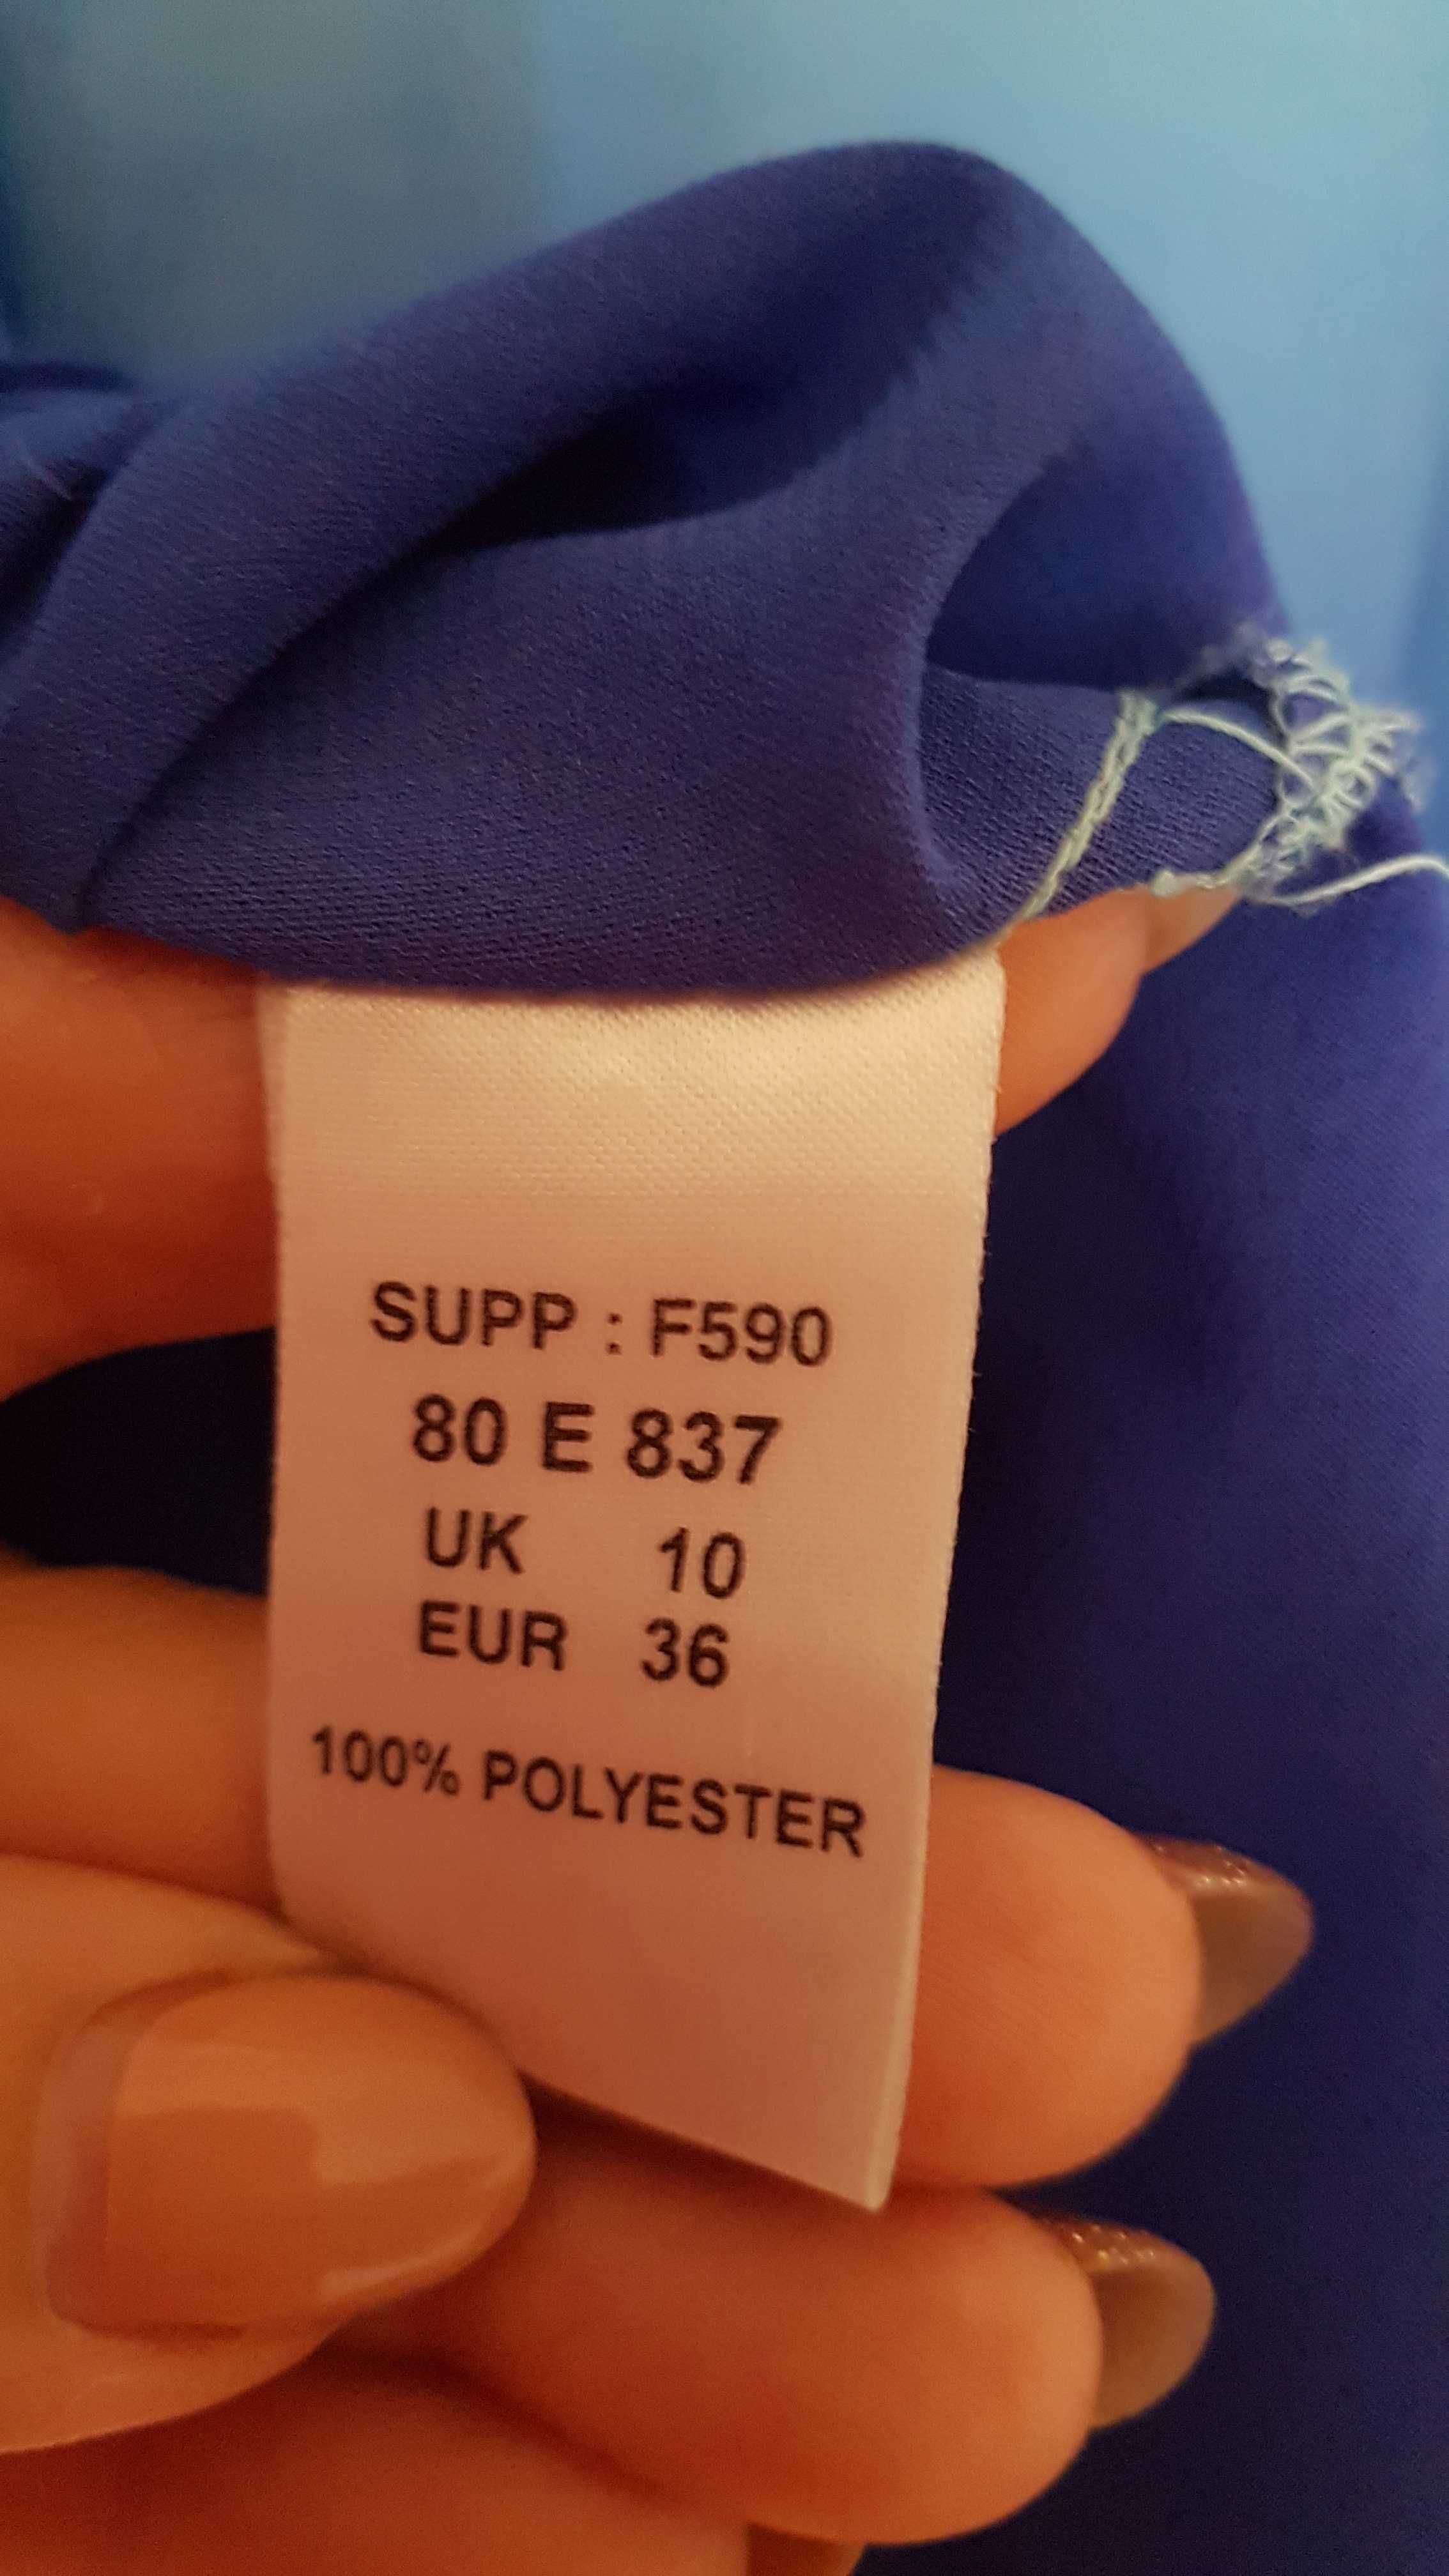 SUPP : F590
80 E 837
UK 10
EUR 36
100% POLYESTER